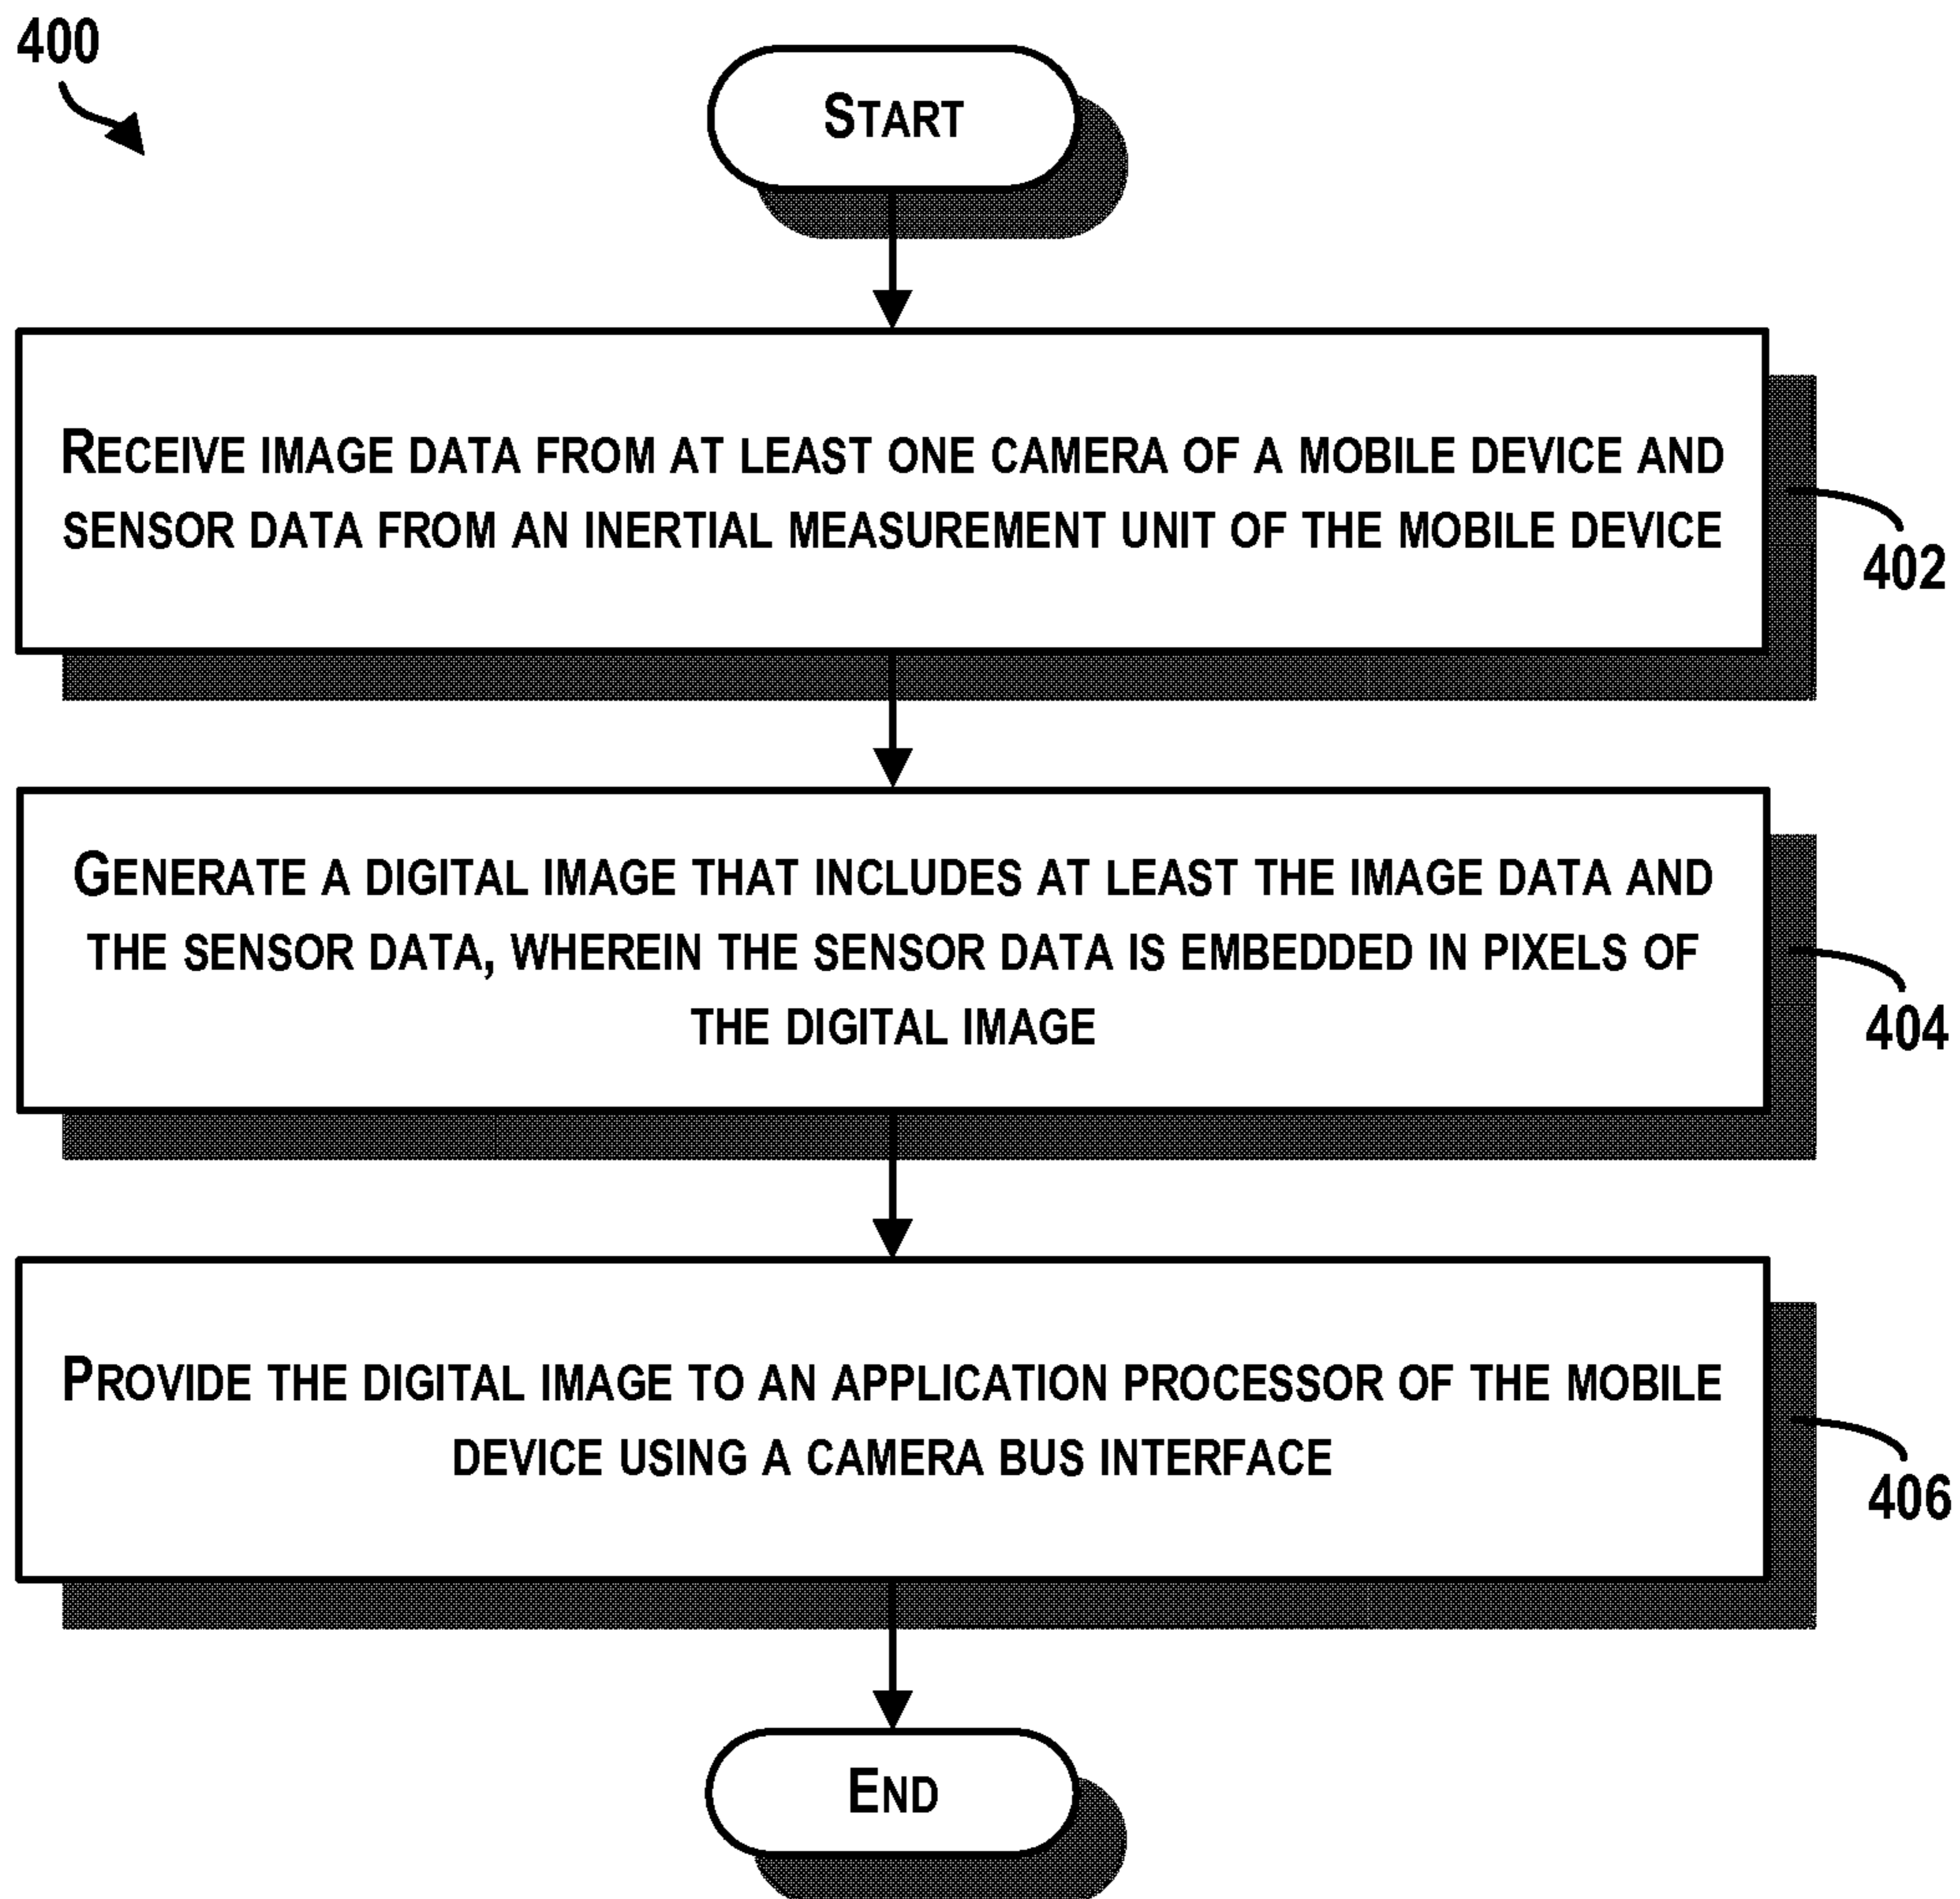 400
START
RECEIVE IMAGE DATA FROM AT LEAST ONE CAMERA OF A MOBILE DEVICE AND
SENSOR DATA FROM AN INERTIAL MEASUREMENT UNIT OF THE MOBILE DEVICE
402
GENERATE A DIGITAL IMAGE THAT INCLUDES AT LEAST THE IMAGE DATA AND
THE SENSOR DATA, WHEREIN THE SENSOR DATA IS EMBEDDED IN PIXELS OF
THE DIGITAL IMAGE
404
PROVIDE THE DIGITAL IMAGE TO AN APPLICATION PROCESSOR OF THE MOBILE
DEVICE USING A CAMERA BUS INTERFACE
406
END